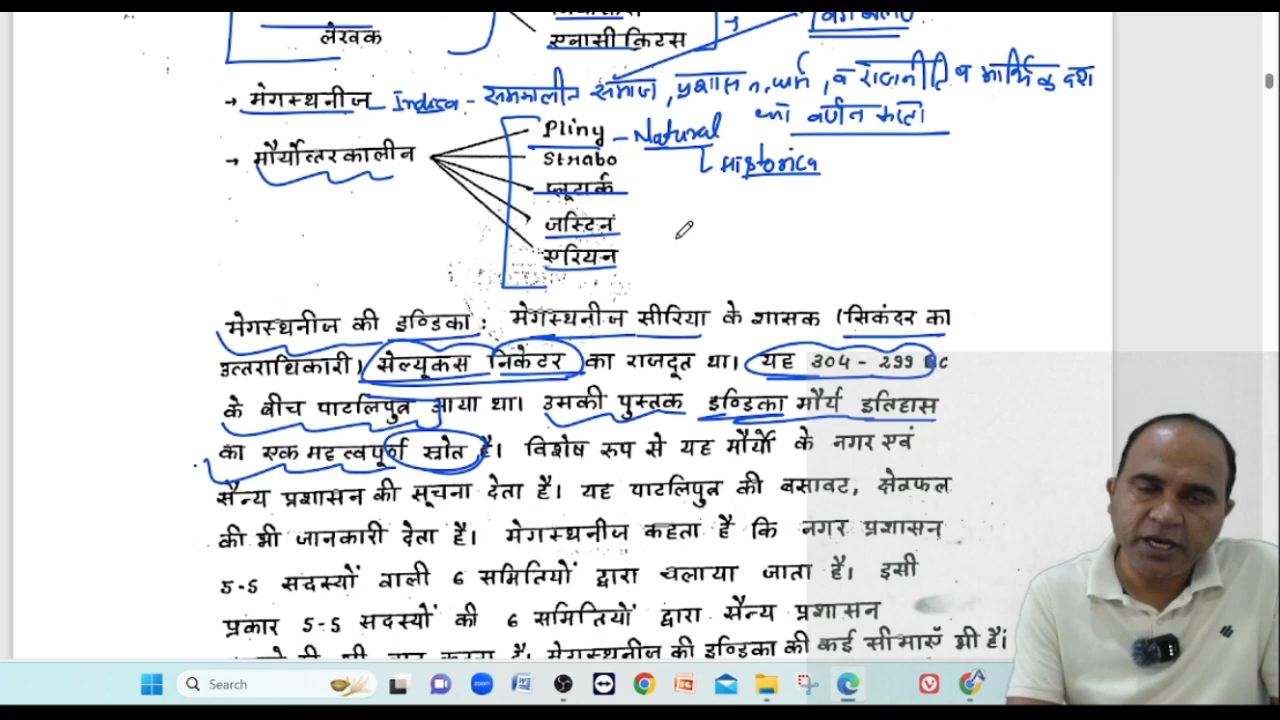 लेखक
एवासीक्रिटस
→ मेगस्थनीज - Indica - समकालीन समाज, प्रशासन, धर्म, व राजनीति व आर्थिक दशा
का वर्णन करता
→ मौर्योत्तरकालीन
Pliny - Natural
Historica
Strabo
प्लूटार्क
जस्टिन
एरियन
मेगस्थनीज की इण्डिका: मेगस्थनीज सीरिया के शासक (सिकंदर का
उत्तराधिकारी) सेल्यूकस निकेटर का राजदूत था। यह 304 - 299 BC
के बीच पाटलिपुत्र आया था। उसकी पुस्तक इण्डिका मौर्य इतिहास
का एक महत्वपूर्ण स्रोत है। विशेष रुप से यह मौर्यो के नगर एवं
सैन्य प्रशासन की सूचना देता है। यह पाटलिपुत्र की बसावट, क्षेत्रफल
की भी जानकारी देता है। मेगस्थनीज कहता है कि नगर प्रशासन
5-5 सदस्यों वाली 6 समितियों द्वारा चलाया जाता है। इसी
प्रकार 5-5 सदस्यों की 6 समितियों द्वारा सैन्य प्रशासन
मेगस्थनीज की इण्डिका की कई सीमाएँ भी हैं।
Search